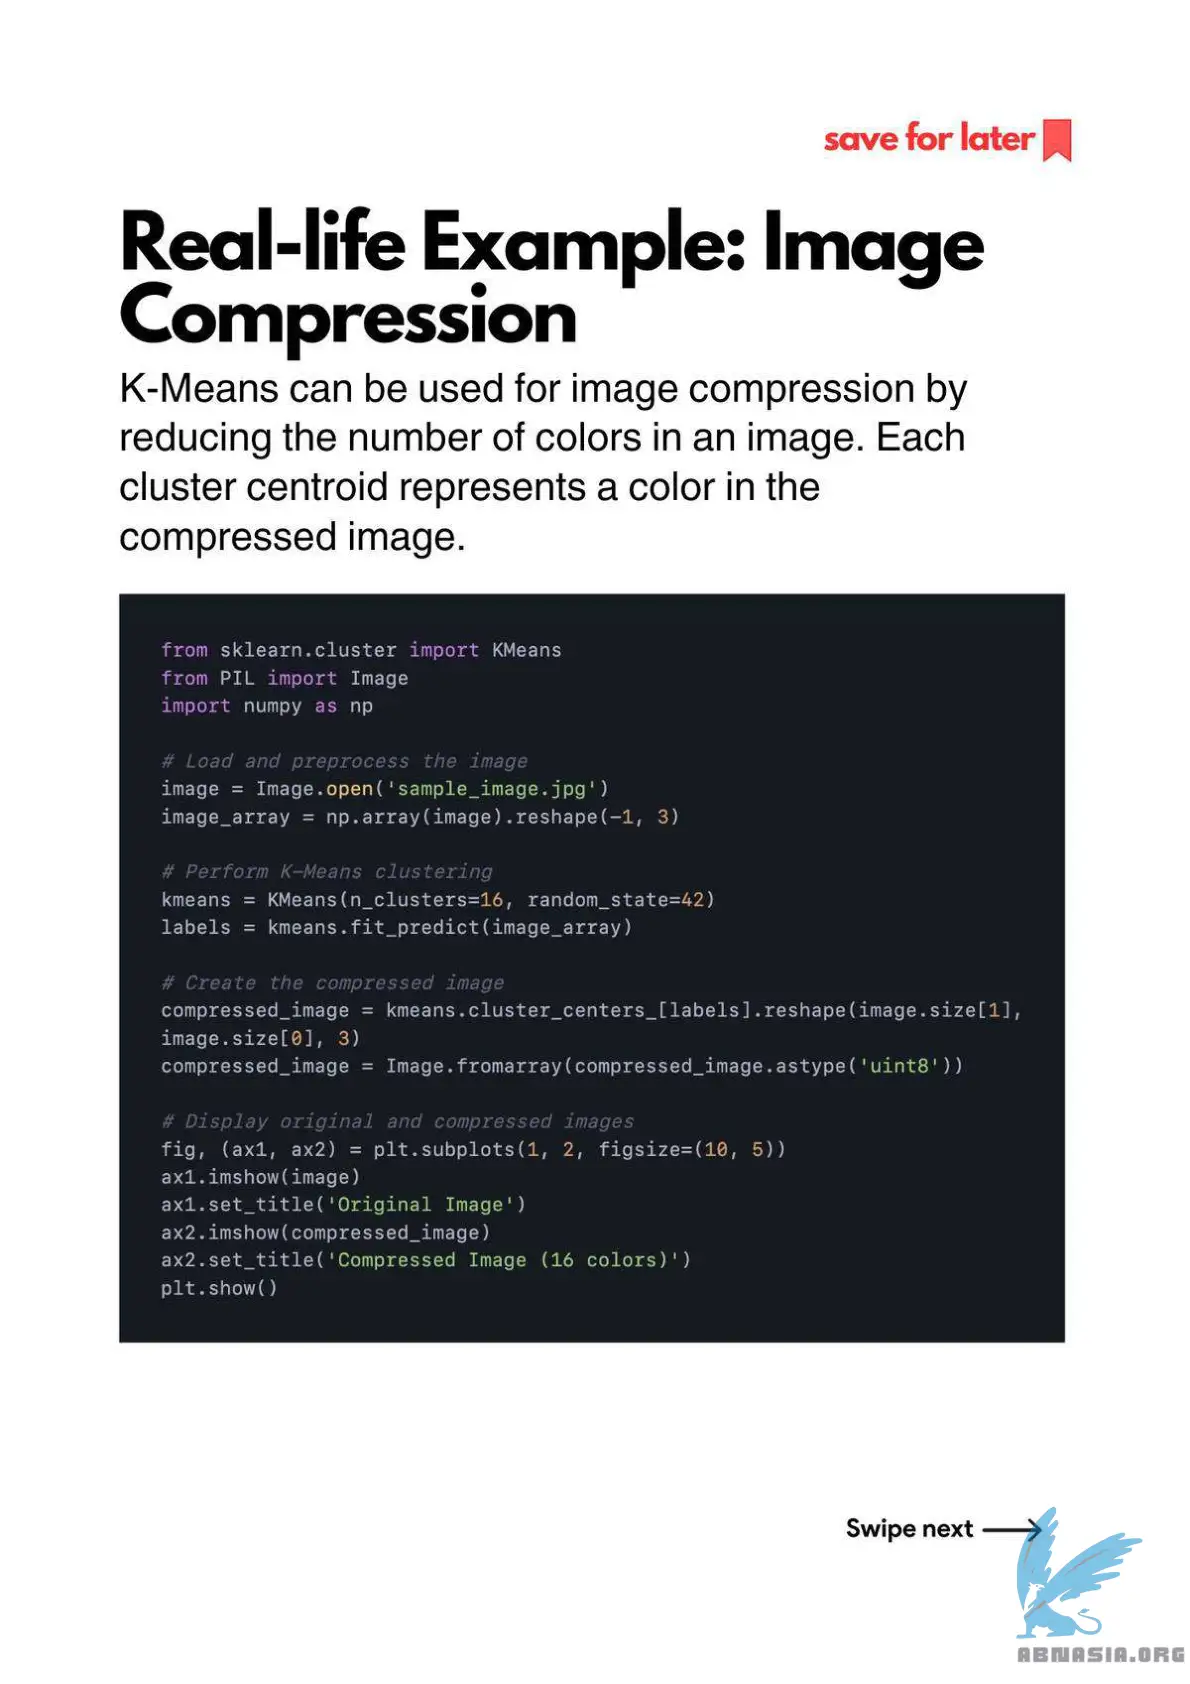 save for later
Real-life Example: Image
Compression
K-Means can be used for image compression by
reducing the number of colors in an image. Each
cluster centroid represents a color in the
compressed image.
from sklearn.cluster import KMeans
from PIL import Image
import numpy as np
# Load and preprocess the image
image = Image.open('sample_image.jpg')
image_array = np.array(image).reshape(-1, 3)
# Perform K-Means clustering
kmeans = KMeans(n_clusters=16, random_state=42)
labels = kmeans.fit_predict(image_array)
# Create the compressed image
compressed_image = kmeans.cluster_centers_[labels].reshape(image.size[1],
image.size[0], 3)
compressed_image = Image.fromarray(compressed_image.astype('uint8'))
# Display original and compressed images
fig, (ax1, ax2) = plt.subplots(1, 2, figsize=(10, 5))
ax1.imshow(image)
ax1.set_title('Original Image')
ax2.imshow(compressed_image)
ax2.set_title('Compressed Image (16 colors)')
plt.show()
Swipe next
ABNASIA.ORG